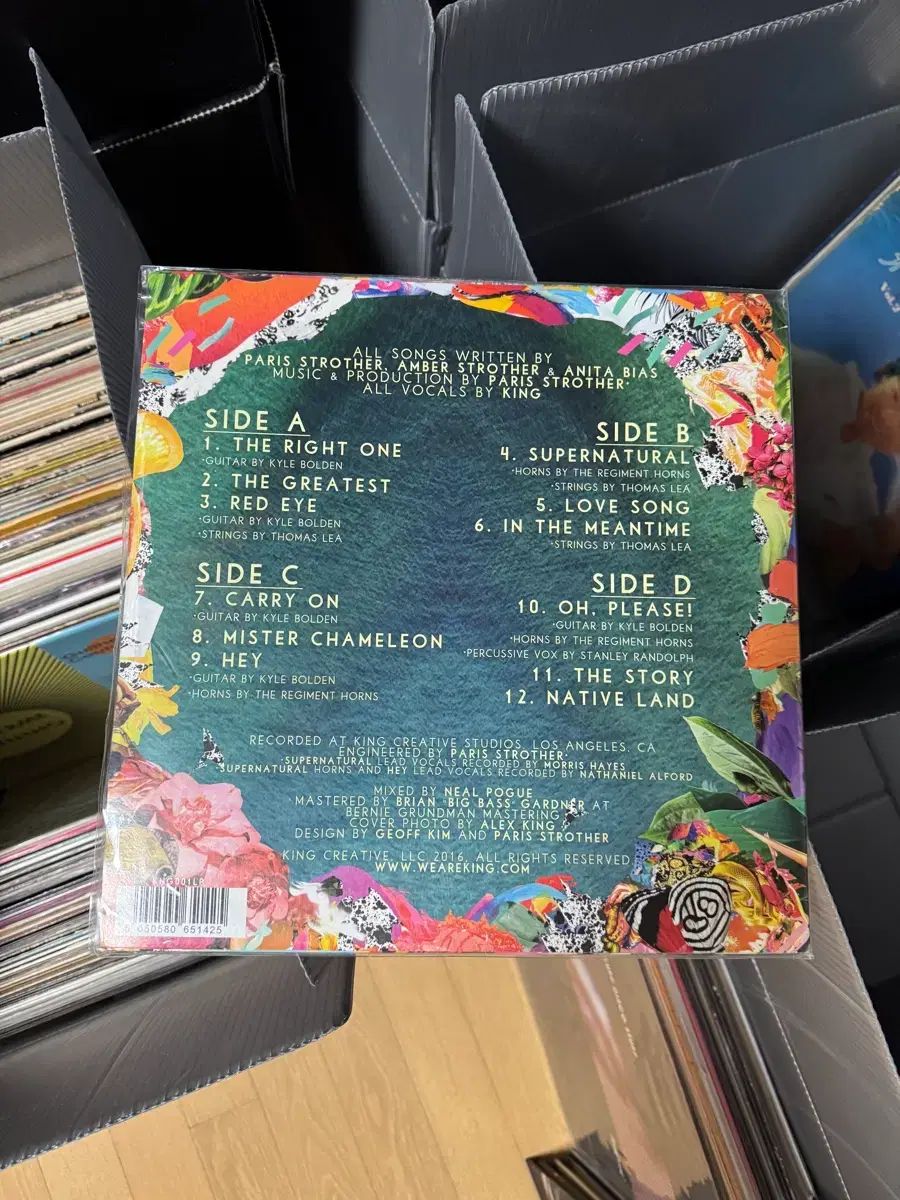 ALL SONGS WRITTEN BY
PARIS STROTHER, AMBER STROTHER & ANITA BIAS
MUSIC & PRODUCTION BY PARIS STROTHER
ALL VOCALS BY KING
SIDE A
1. THE RIGHT ONE
•GUITAR BY KYLE BOLDEN
2. THE GREATEST
3. RED EYE
•GUITAR BY KYLE BOLDEN
•STRINGS BY THOMAS LEA
SIDE B
4. SUPERNATURAL
•HORNS BY THE REGIMENT HORNS
•STRINGS BY THOMAS LEA
5. LOVE SONG
6. IN THE MEANTIME
•STRINGS BY THOMAS LEA
SIDE C
7. CARRY ON
•GUITAR BY KYLE BOLDEN
8. MISTER CHAMELEON
9. HEY
•GUITAR BY KYLE BOLDEN
•HORNS BY THE REGIMENT HORNS
SIDE D
10. OH, PLEASE!
•GUITAR BY KYLE BOLDEN
•HORNS BY THE REGIMENT HORNS
•PERCUSSIVE VOX BY STANLEY RANDOLPH
11. THE STORY
12. NATIVE LAND
RECORDED AT KING CREATIVE STUDIOS, LOS ANGELES, CA
ENGINEERED BY PARIS STROTHER•
•SUPERNATURAL LEAD VOCALS RECORDED BY MORRIS HAYES
•SUPERNATURAL HORNS AND HEY LEAD VOCALS RECORDED BY NATHANIEL ALFORD
MIXED BY NEAL POGUE
MASTERED BY BRIAN "BIG BASS" GARDNER AT
BERNIE GRUNDMAN MASTERING
COVER PHOTO BY ALEX KING
DESIGN BY GEOFF KIM AND PARIS STROTHER
© KING CREATIVE, LLC 2016, ALL RIGHTS RESERVED
WWW.WEAREKING.COM
KNG001LP
5 050580 651425